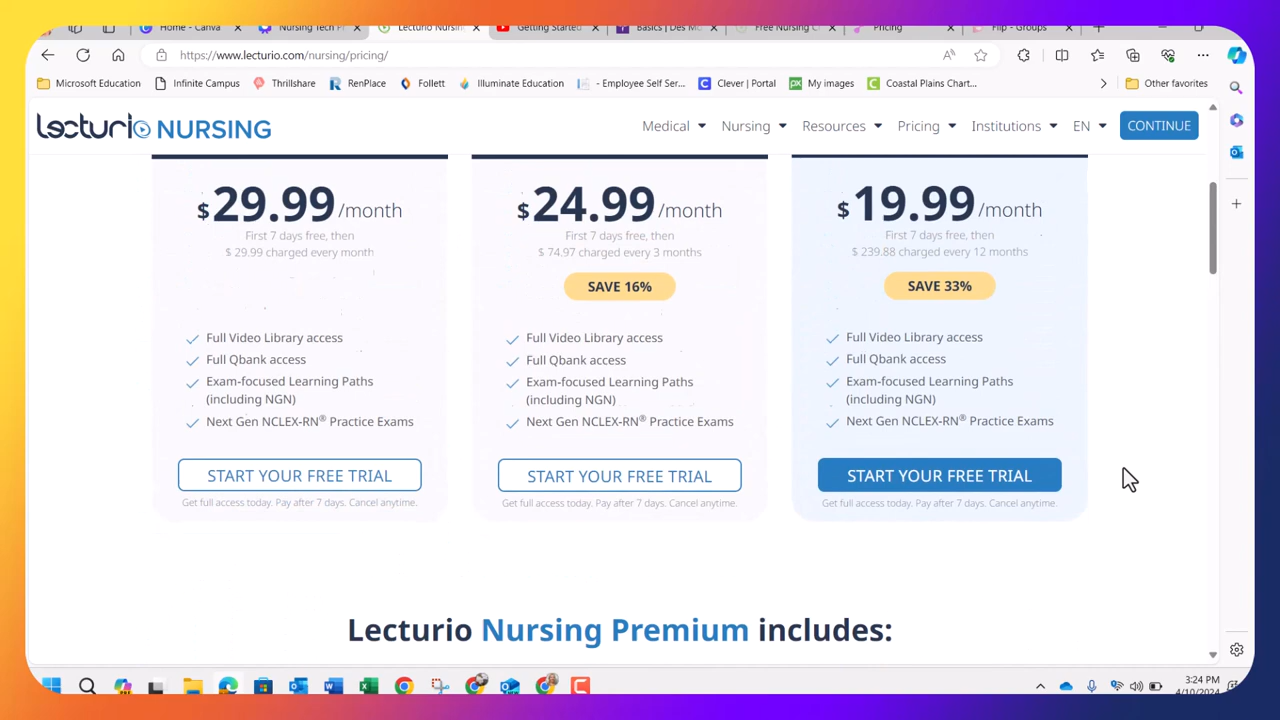 Home - Canva
Nursing Tech
Lecturio Nursin
Getting Started
Basics | Des Mo
Free Nursing C
Pricing
Flip - Groups
https://www.lecturio.com/nursing/pricing/
Microsoft Education
Infinite Campus
Thrillshare
RenPlace
Follett
Illuminate Education
- Employee Self Ser...
Clever | Portal
My images
Coastal Plains Chart...
Other favorites
lecturio NURSING
Medical
Nursing
Resources
Pricing
Institutions
EN
CONTINUE
$29.99/month
First 7 days free, then
$ 29.99 charged every month
Full Video Library access
Full Qbank access
Exam-focused Learning Paths
(including NGN)
Next Gen NCLEX-RN® Practice Exams
START YOUR FREE TRIAL
Get full access today. Pay after 7 days. Cancel anytime.
$24.99/month
First 7 days free, then
$ 74.97 charged every 3 months
SAVE 16%
Full Video Library access
Full Qbank access
Exam-focused Learning Paths
(including NGN)
Next Gen NCLEX-RN® Practice Exams
START YOUR FREE TRIAL
Get full access today. Pay after 7 days. Cancel anytime.
$19.99/month
First 7 days free, then
$ 239.88 charged every 12 months
SAVE 33%
Full Video Library access
Full Qbank access
Exam-focused Learning Paths
(including NGN)
Next Gen NCLEX-RN® Practice Exams
START YOUR FREE TRIAL
Get full access today. Pay after 7 days. Cancel anytime.
Lecturio Nursing Premium includes:
3:24 PM
4/10/2024